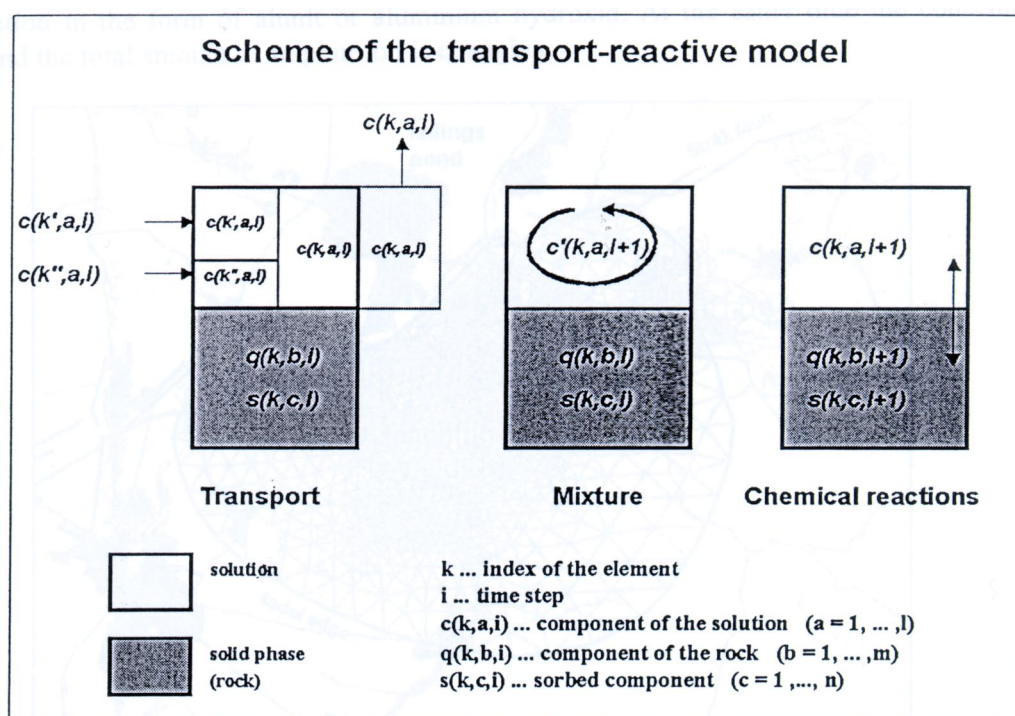 Scheme of the transport-reactive model
c(k,a,i)
c(k',a,i)
c(k',a,i)
c(k,a,i)
c(k,a,i)
c'(k,a,i+1)
c(k,a,i+1)
c(k'',a,i)
c(k'',a,i)
q(k,b,i)
s(k,c,i)
q(k,b,i)
s(k,c,i)
q(k,b,i+1)
s(k,c,i+1)
Transport
Mixture
Chemical reactions
solution
solid phase
(rock)
k ... index of the element
i ... time step
c(k,a,i) ... component of the solution (a = 1, ... ,l)
q(k,b,i) ... component of the rock (b = 1, ... ,m)
s(k,c,i) ... sorbed component (c = 1 ,..., n)